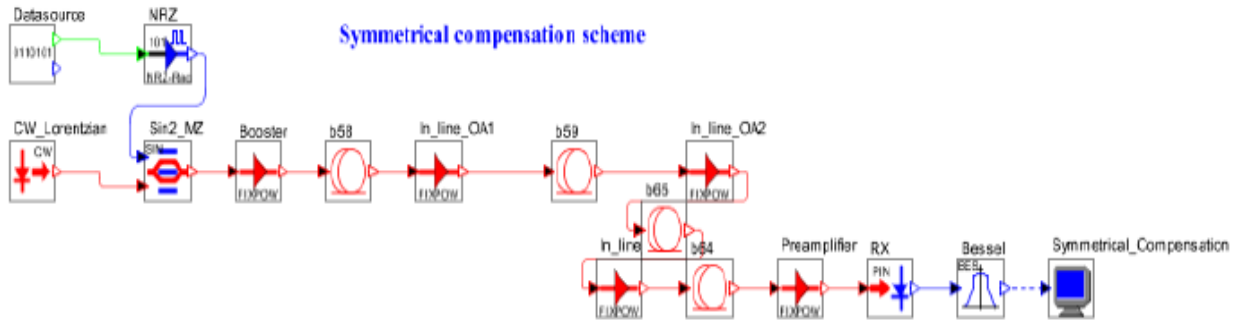 Datasource
NRZ
Symmetrical compensation scheme
0110101
101
NRZ-Rad
CW_Lorentzian
Sin2_MZ
Booster
b58
In_line_OA1
b59
In_line_OA2
CW
SIN
FIXPOW
FIXPOW
FIXPOW
b65
In_line
b64
Preamplifier
RX
Bessel
Symmetrical_Compensation
PIN
BES
FIXPOW
FIXPOW